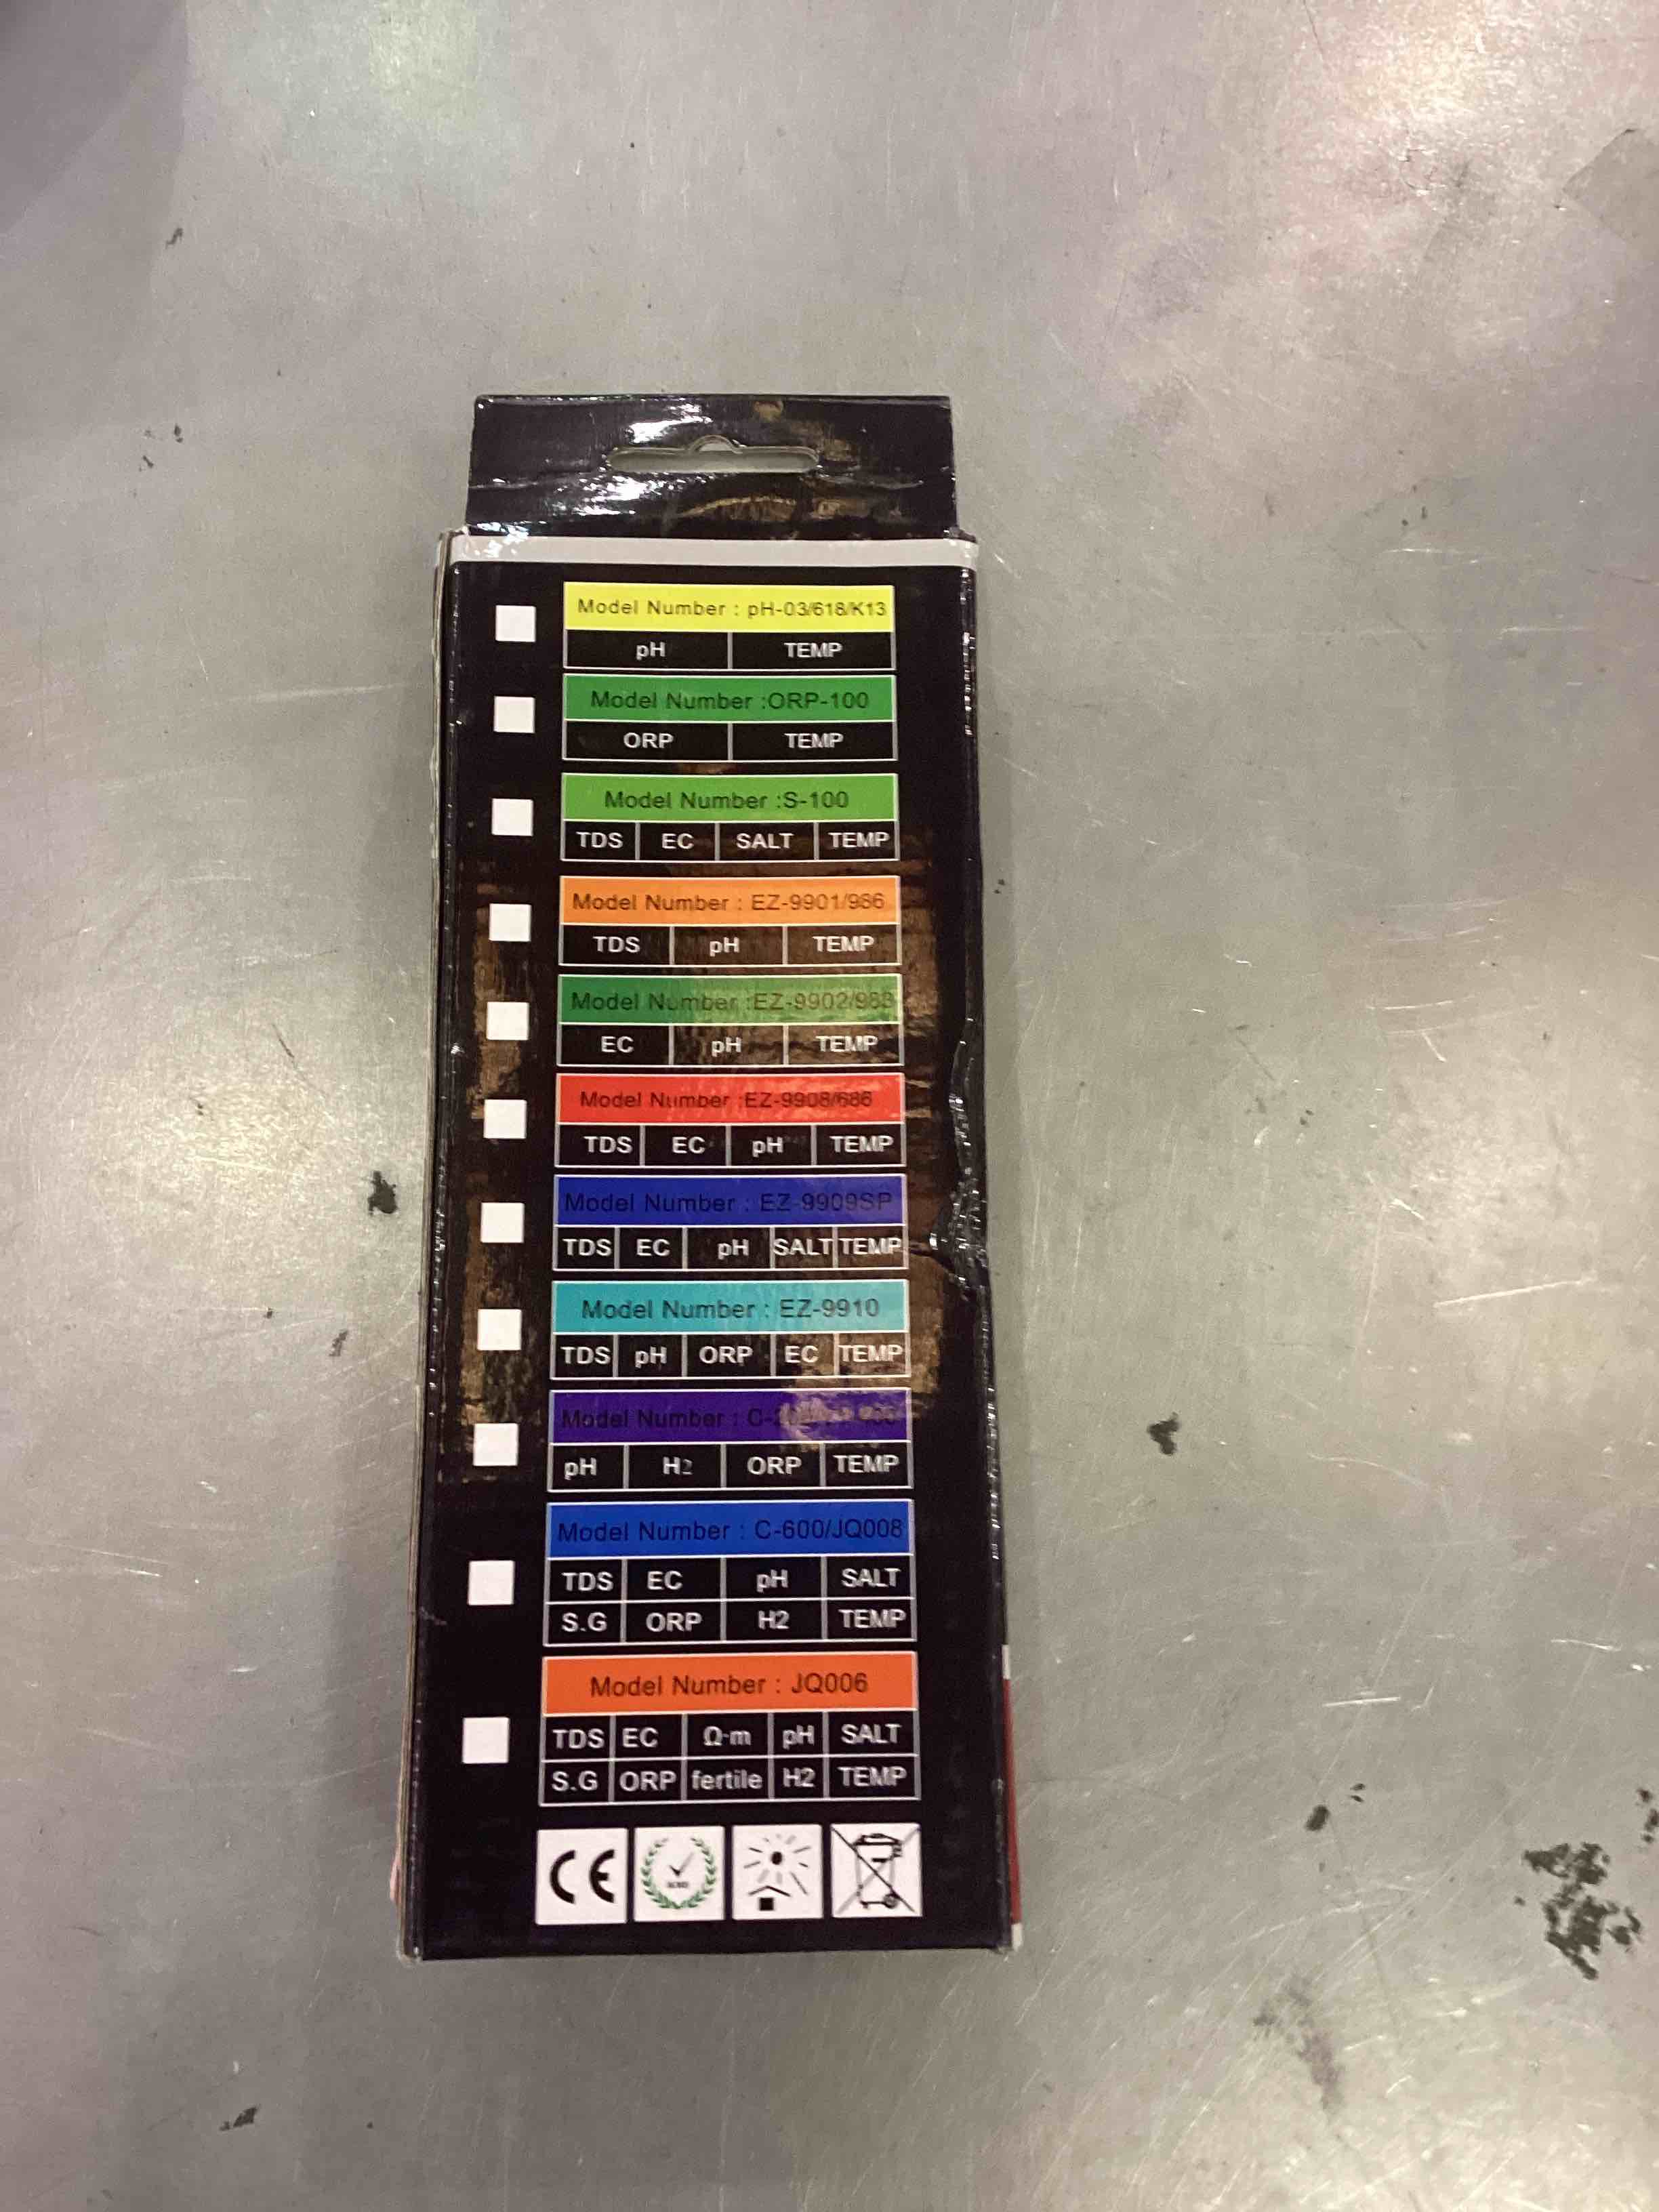 Model Number : pH-03/618/K13
pH TEMP
Model Number :ORP-100
ORP TEMP
Model Number :S-100
TDS EC SALT TEMP
Model Number : EZ-9901/986
TDS pH TEMP
Model Number :EZ-9902/983
EC pH TEMP
Model Number :EZ-9908/686
TDS EC pH TEMP
Model Number : EZ-9909SP
TDS EC pH SALT TEMP
Model Number : EZ-9910
TDS pH ORP EC TEMP
Model Number :
pH H2 ORP TEMP
Model Number : C-600/JQ008
TDS EC pH SALT
S.G ORP H2 TEMP
Model Number : JQ006
TDS EC Ω·m pH SALT
S.G ORP fertile H2 TEMP
CE